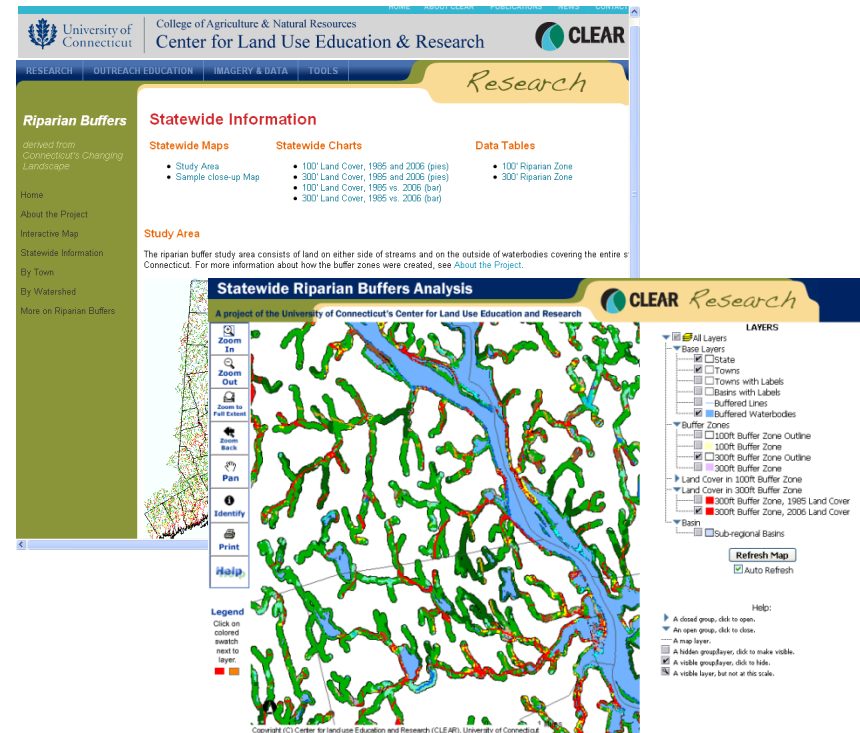 HOME ABOUT CLEAR PUBLICATIONS NEWS CONTACT
University of
Connecticut
College of Agriculture & Natural Resources
Center for Land Use Education & Research
CLEAR
RESEARCH OUTREACH EDUCATION IMAGERY & DATA TOOLS
Research
Riparian Buffers
derived from
Connecticut's Changing
Landscape
Home
About the Project
Interactive Map
Statewide Information
By Town
By Watershed
More on Riparian Buffers
Statewide Information
Statewide Maps
Study Area
Sample close-up Map
Statewide Charts
100' Land Cover, 1985 and 2006 (pies)
300' Land Cover, 1985 and 2006 (pies)
100' Land Cover, 1985 vs. 2006 (bar)
300' Land Cover, 1985 vs. 2006 (bar)
Data Tables
100' Riparian Zone
300' Riparian Zone
Study Area
The riparian buffer study area consists of land on either side of streams and on the outside of waterbodies covering the entire
Connecticut. For more information about how the buffer zones were created, see About the Project.
Statewide Riparian Buffers Analysis
A project of the University of Connecticut's Center for Land Use Education and Research
CLEAR Research
Zoom
In
Zoom
Out
Zoom to
Full Extent
Zoom
Back
Pan
Identify
Print
Help
Legend
Click on
colored
swatch
next to
layer.
LAYERS
All Layers
Base Layers
State
Towns
Towns with Labels
Basins with Labels
Buffered Lines
Buffered Waterbodies
Buffer Zones
100ft Buffer Zone Outline
100ft Buffer Zone
300ft Buffer Zone Outline
300ft Buffer Zone
Land Cover in 100ft Buffer Zone
Land Cover in 300ft Buffer Zone
300ft Buffer Zone, 1985 Land Cover
300ft Buffer Zone, 2006 Land Cover
Basin
Sub-regional Basins
Refresh Map
Auto Refresh
Help:
A closed group, click to open.
An open group, click to close.
A map layer.
A hidden group/layer, click to make visible.
A visible group/layer, click to hide.
A visible layer, but not at this scale.
Copyright (C) Center for land use Education and Research (CLEAR), University of Connecticut